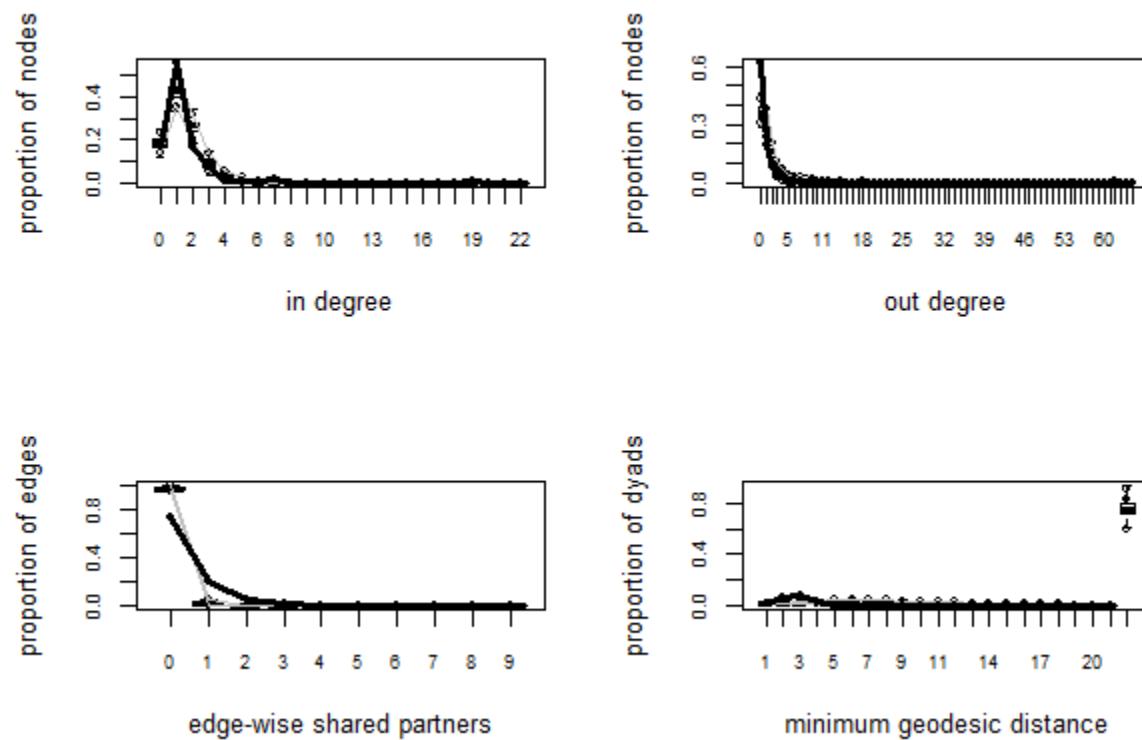 proportion of nodes
0.0 0.2 0.4
0 2 4 6 8 10 13 16 19 22
in degree
proportion of nodes
0.0 0.3 0.6
0 5 11 18 25 32 39 46 53 60
out degree
proportion of edges
0.0 0.4 0.8
0 1 2 3 4 5 6 7 8 9
edge-wise shared partners
proportion of dyads
0.0 0.4 0.8
1 3 5 7 9 11 14 17 20
minimum geodesic distance